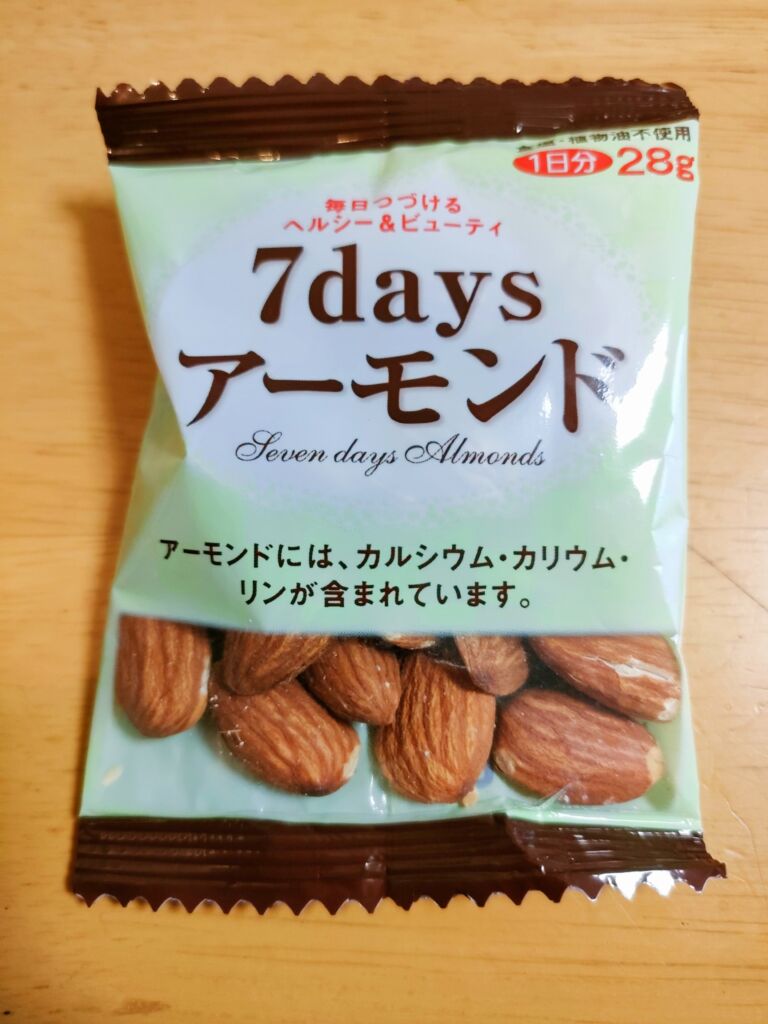 植物油不使用
1日分 28g
毎日つづける
ヘルシー＆ビューティ
7days
アーモンド
Seven days Almonds
アーモンドには、カルシウム・カリウム・
リンが含まれています。